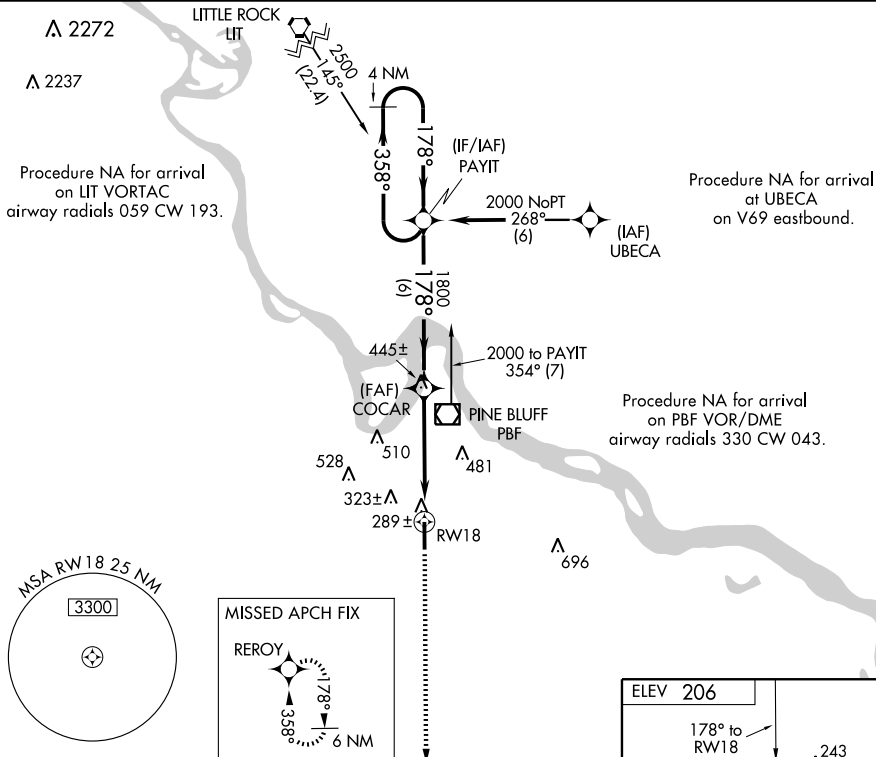 2272
LITTLE ROCK
LIT
2237
2500
145°
(22.4)
4 NM
178°
358°
(IF/IAF)
PAYIT
Procedure NA for arrival
on LIT VORTAC
airway radials 059 CW 193.
2000 NoPT
268°
(6)
(IAF)
UBECA
Procedure NA for arrival
at UBECA
on V69 eastbound.
1800
178°
(6)
445±
2000 to PAYIT
354° (7)
(FAF)
COCAR
PINE BLUFF
PBF
Procedure NA for arrival
on PBF VOR/DME
airway radials 330 CW 043.
510
481
528
323±
289±
RW18
696
MSA RW18 25 NM
3300
MISSED APCH FIX
REROY
178°
358°
6 NM
ELEV 206
178° to
RW18
243